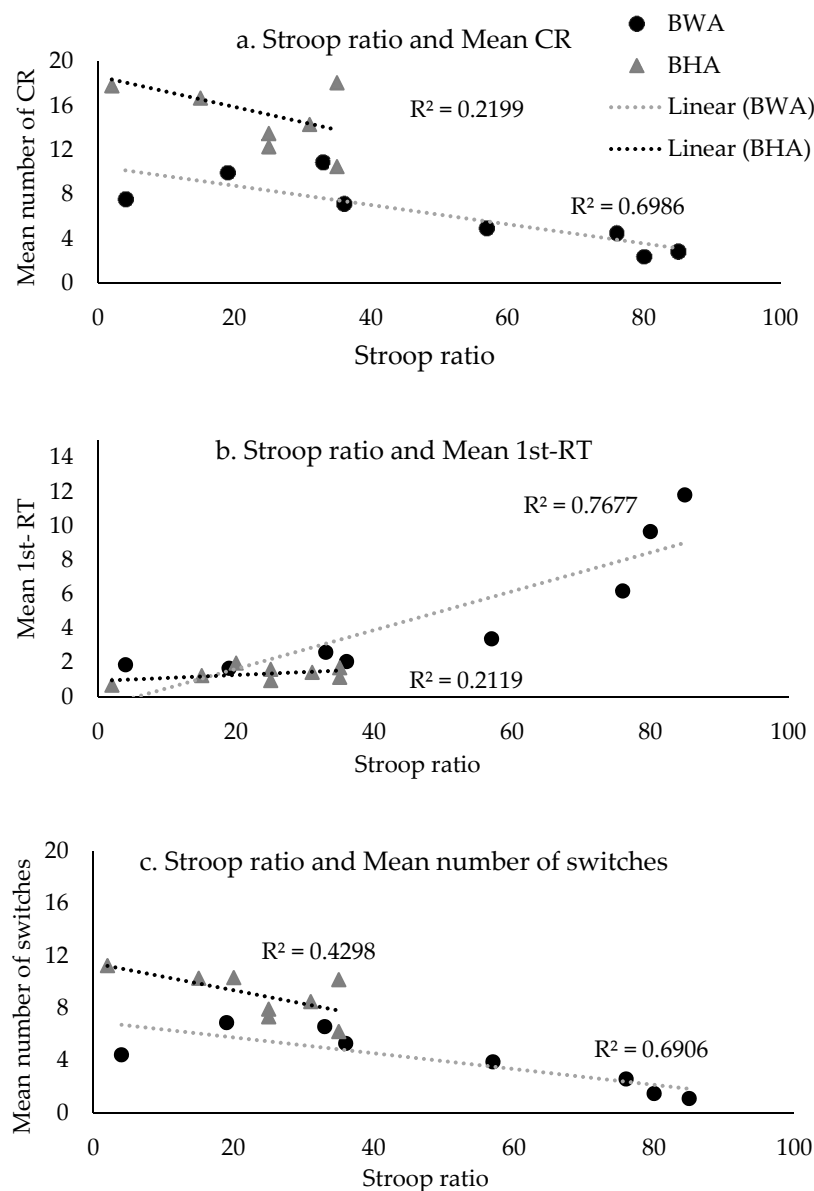 a. Stroop ratio and Mean CR
BWA
BHA
Linear (BWA)
Linear (BHA)
Mean number of CR
20
16
12
8
4
0
R² = 0.2199
R² = 0.6986
0 20 40 60 80 100
Stroop ratio
b. Stroop ratio and Mean 1st-RT
Mean 1st- RT
14
12
10
8
6
4
2
0
R² = 0.7677
R² = 0.2119
0 20 40 60 80 100
Stroop ratio
c. Stroop ratio and Mean number of switches
Mean number of switches
20
16
12
8
4
0
R² = 0.4298
R² = 0.6906
0 20 40 60 80 100
Stroop ratio